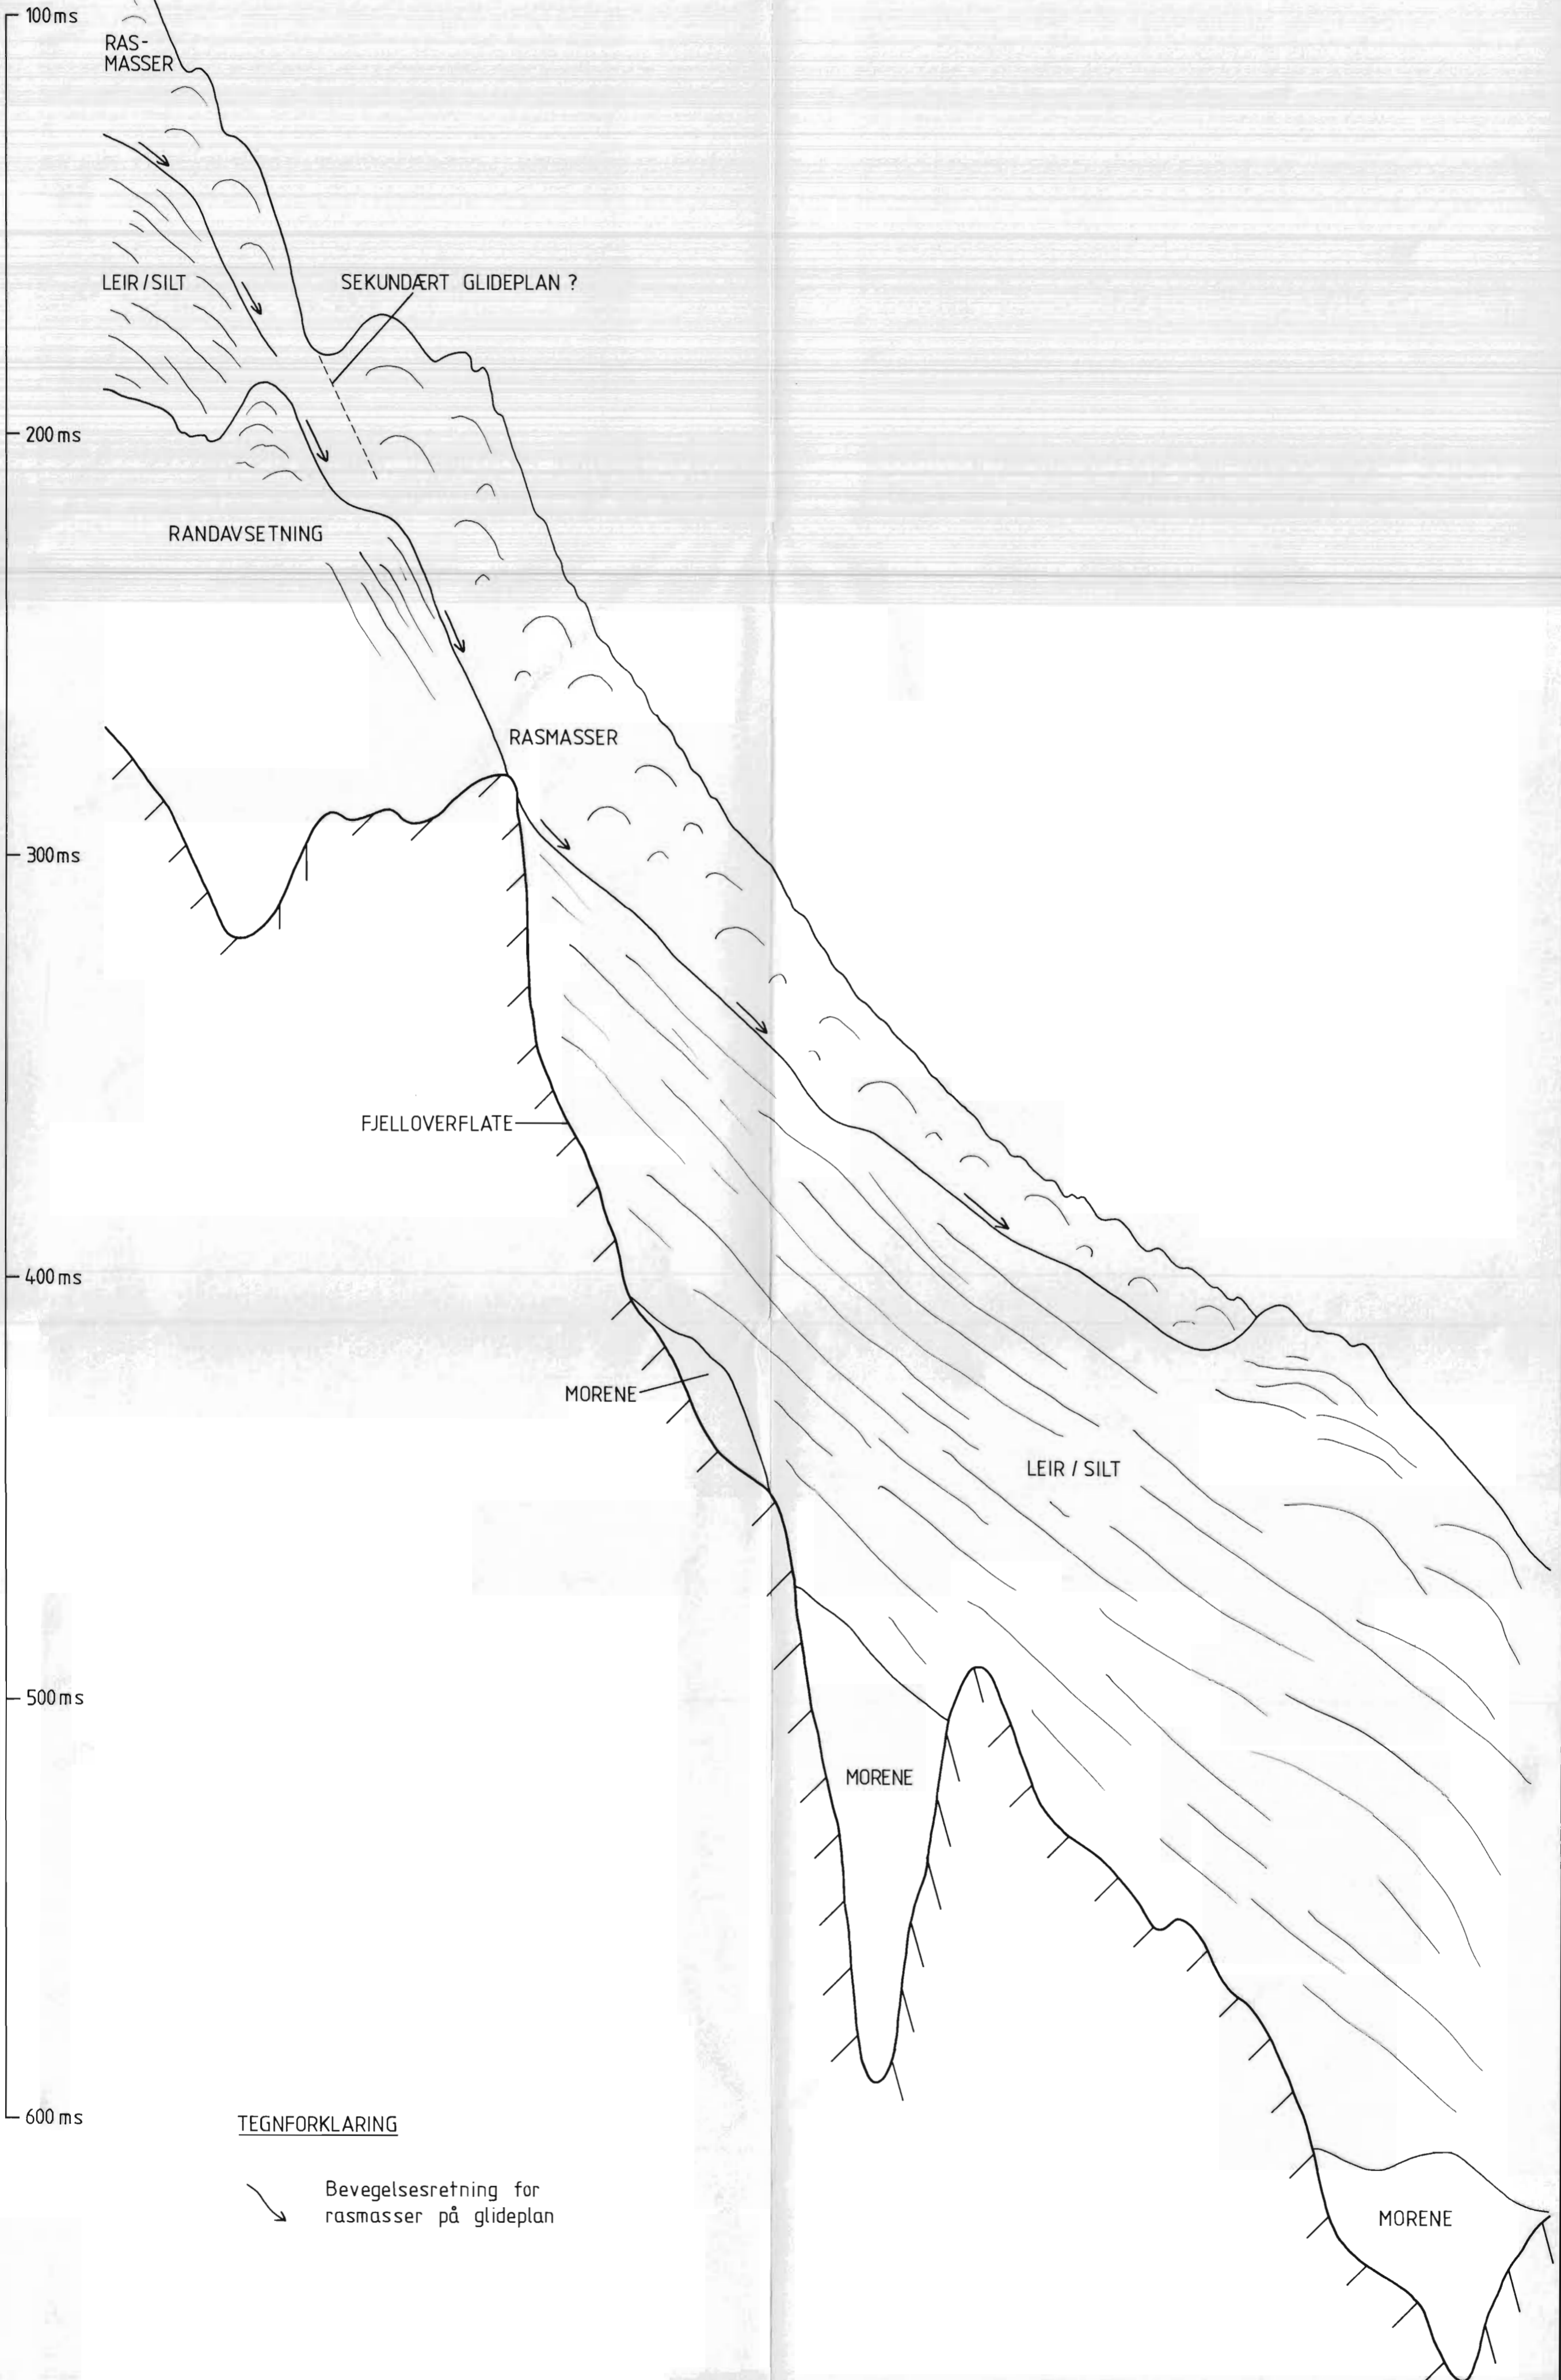 100ms
RAS-
MASSER
LEIR/SILT
SEKUNDÆRT GLIDEPLAN ?
200ms
RANDAVSETNING
RASMASSER
300ms
FJELLOVERFLATE
400ms
MORENE
LEIR / SILT
500ms
MORENE
600ms
TEGNFORKLARING
Bevegelsesretning for
rasmasser på glideplan
MORENE